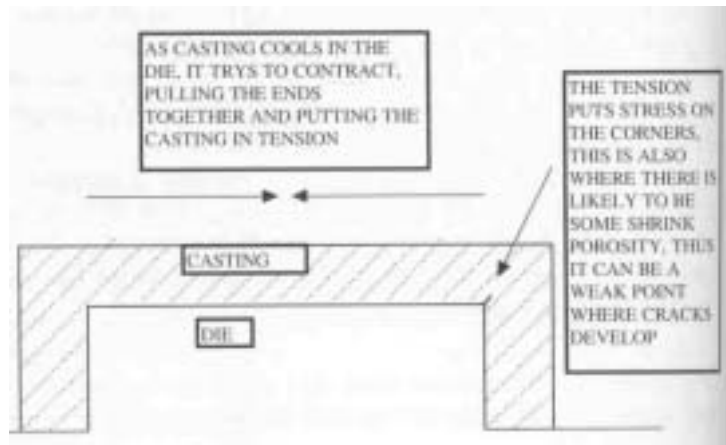 AS CASTING COOLS IN THE
DIE, IT TRYS TO CONTRACT,
PULLING THE ENDS
TOGETHER AND PUTTING THE
CASTING IN TENSION
THE TENSION
PUTS STRESS ON
THE CORNERS,
THIS IS ALSO
WHERE THERE IS
LIKELY TO BE
SOME SHRINK
POROSITY, THUS
IT CAN BE A
WEAK POINT
WHERE CRACKS
DEVELOP
CASTING
DIE